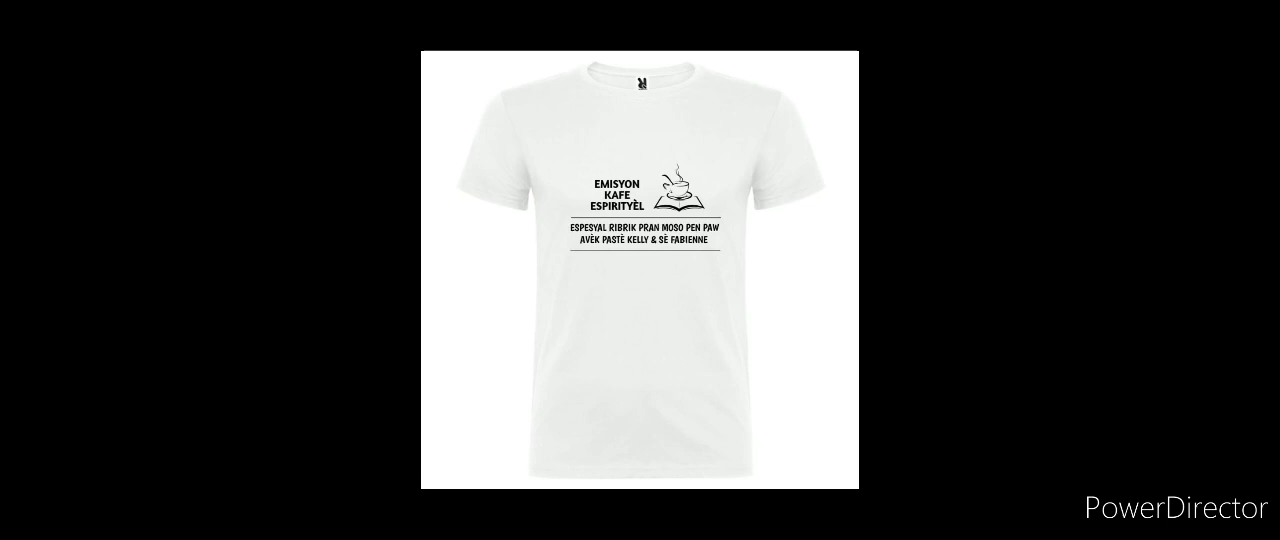 EMISYON
KAFE
ESPIRITYÈL
ESPESYAL RIBRIK PRAN MOSO PEN PAW
AVÈK PASTÈ KELLY & SÈ FABIENNE
PowerDirector